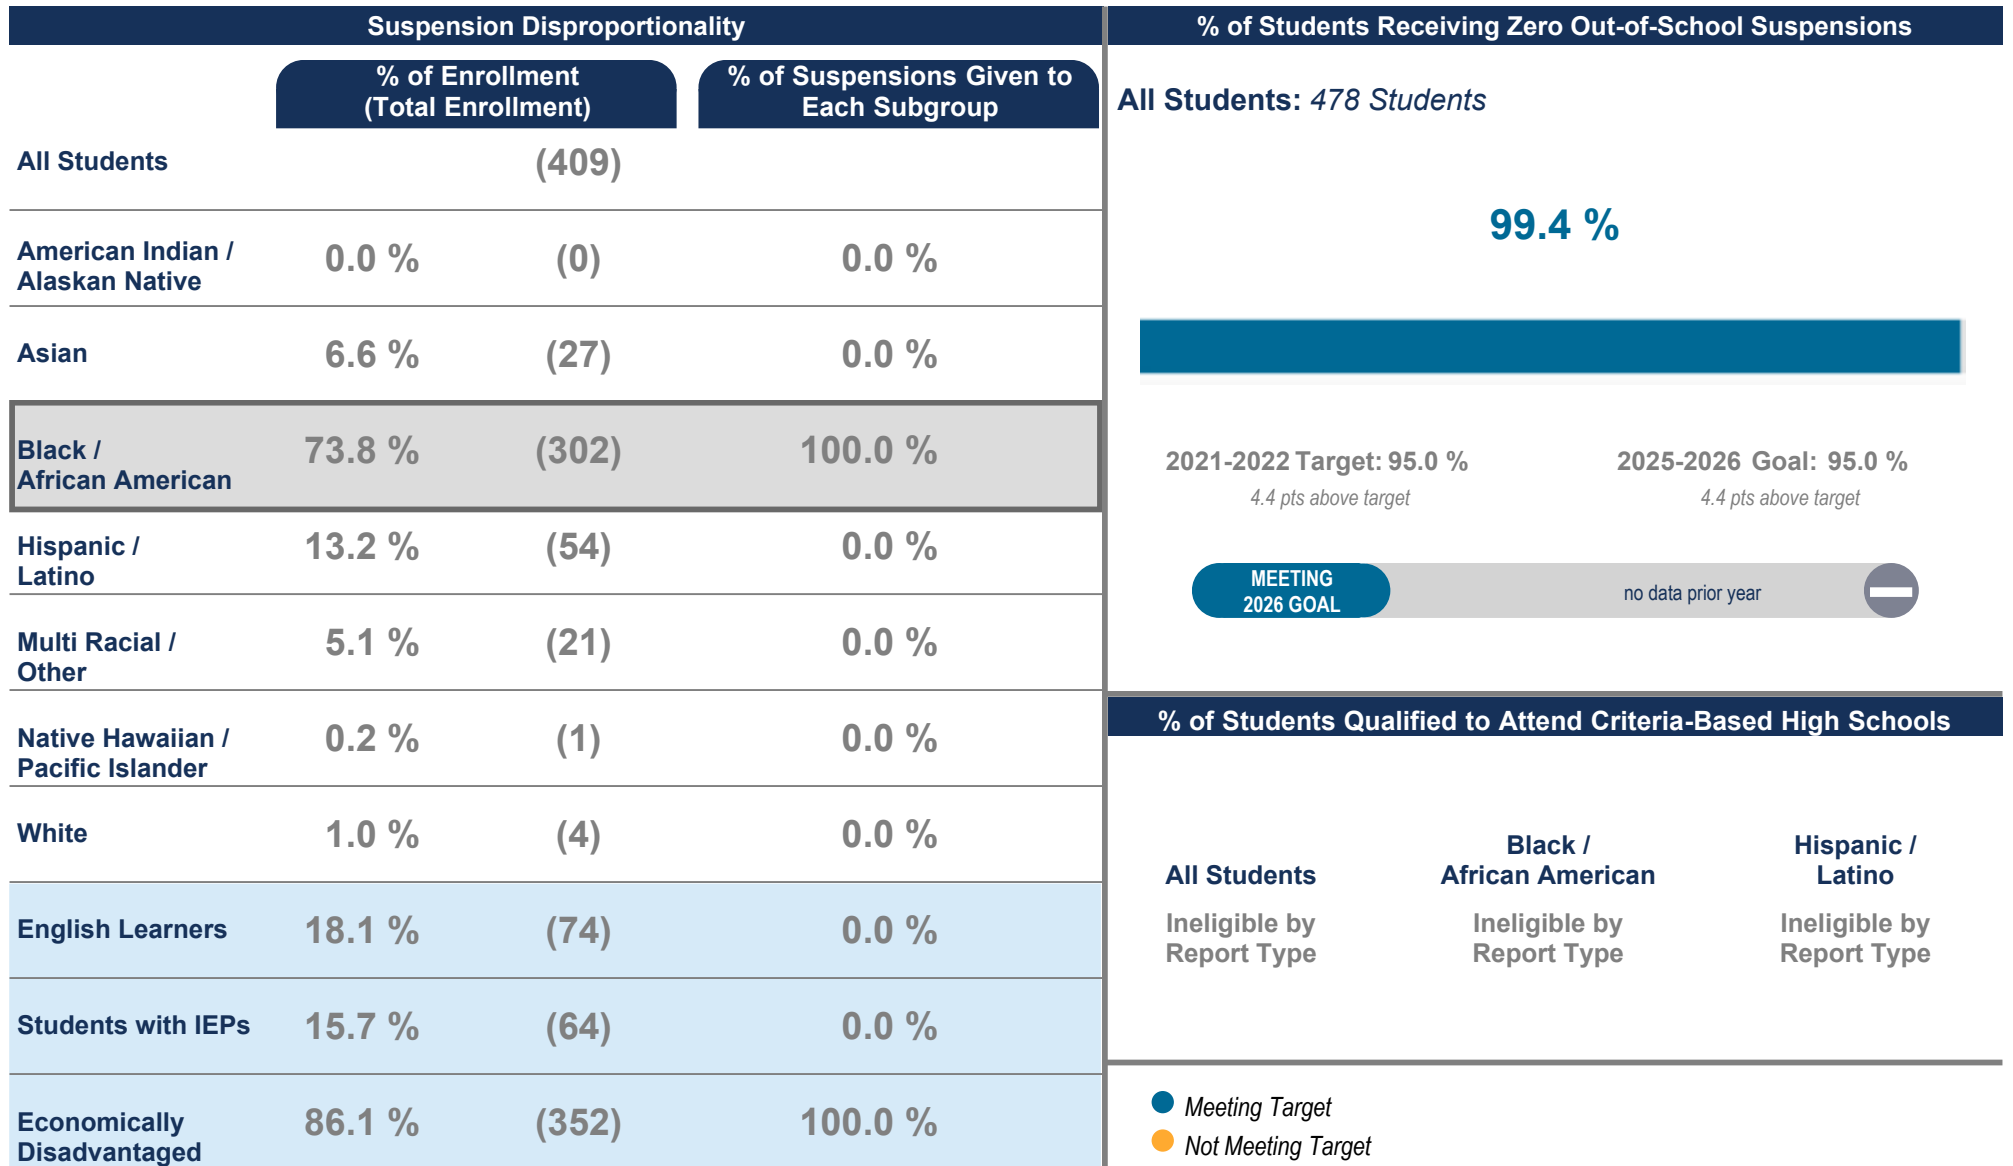 Suspension Disproportionality
% of Enrollment
(Total Enrollment)
% of Suspensions Given to
Each Subgroup
All Students
(409)
American Indian /
Alaskan Native
0.0 %
(0)
0.0 %
Asian
6.6 %
(27)
0.0 %
Black /
African American
73.8 %
(302)
100.0 %
Hispanic /
Latino
13.2 %
(54)
0.0 %
Multi Racial /
Other
5.1 %
(21)
0.0 %
Native Hawaiian /
Pacific Islander
0.2 %
(1)
0.0 %
White
1.0 %
(4)
0.0 %
English Learners
18.1 %
(74)
0.0 %
Students with IEPs
15.7 %
(64)
0.0 %
Economically
Disadvantaged
86.1 %
(352)
100.0 %
% of Students Receiving Zero Out-of-School Suspensions
All Students: 478 Students
99.4 %
2021-2022 Target: 95.0 %
4.4 pts above target
2025-2026 Goal: 95.0 %
4.4 pts above target
MEETING
2026 GOAL
no data prior year
% of Students Qualified to Attend Criteria-Based High Schools
All Students
Ineligible by
Report Type
Black /
African American
Ineligible by
Report Type
Hispanic /
Latino
Ineligible by
Report Type
Meeting Target
Not Meeting Target